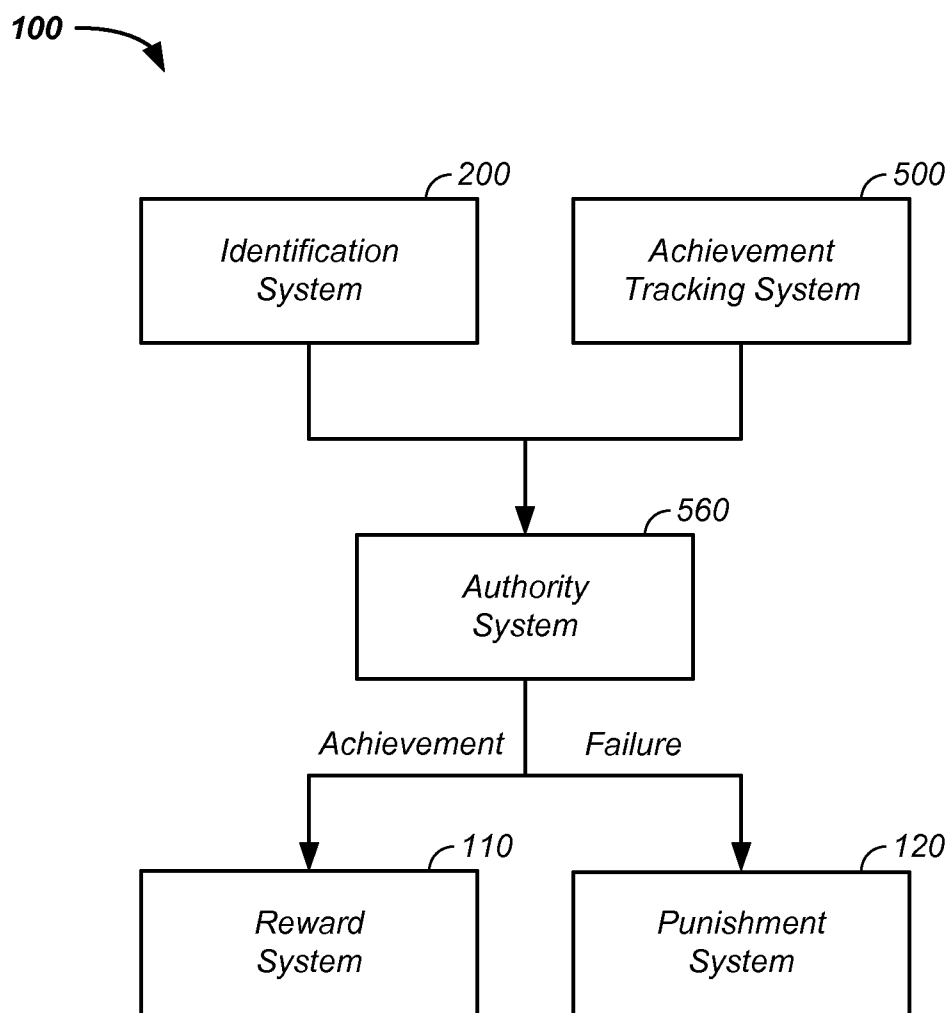 100
200
500
Identification
System
Achievement
Tracking System
560
Authority
System
Achievement
Failure
110
120
Reward
System
Punishment
System